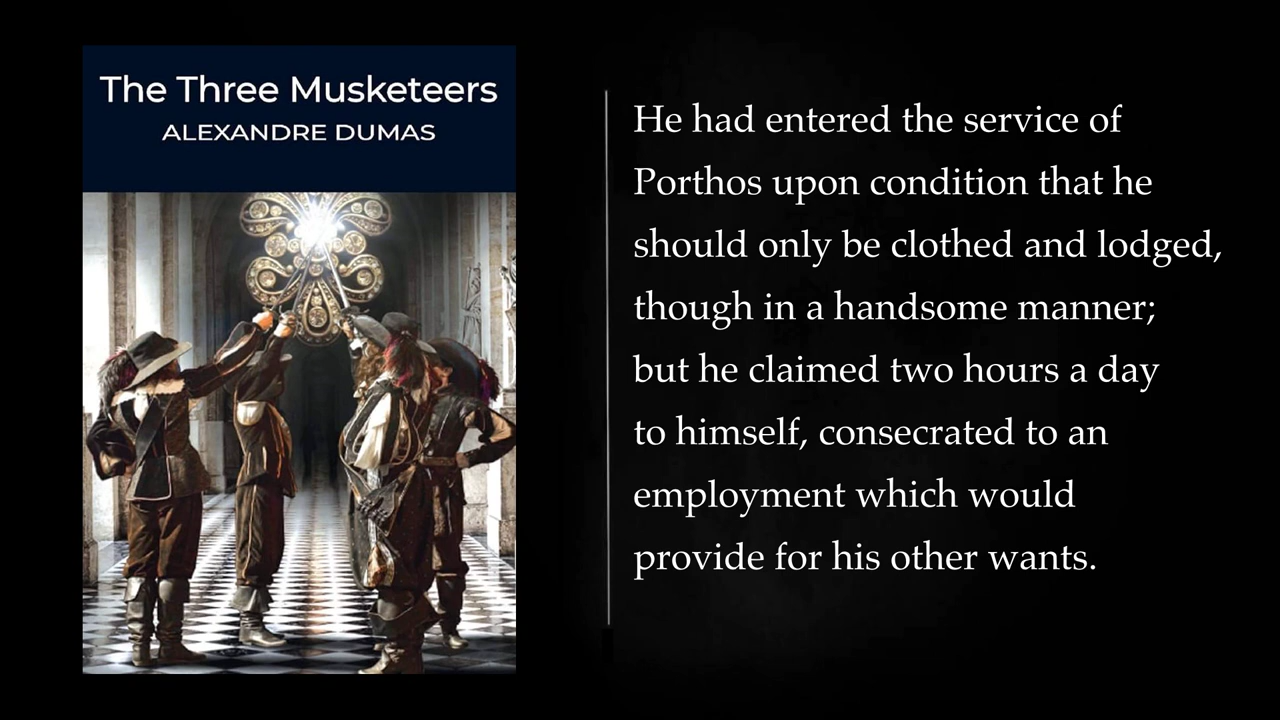 The Three Musketeers
ALEXANDRE DUMAS
He had entered the service of
Porthos upon condition that he
should only be clothed and lodged,
though in a handsome manner;
but he claimed two hours a day
to himself, consecrated to an
employment which would
provide for his other wants.